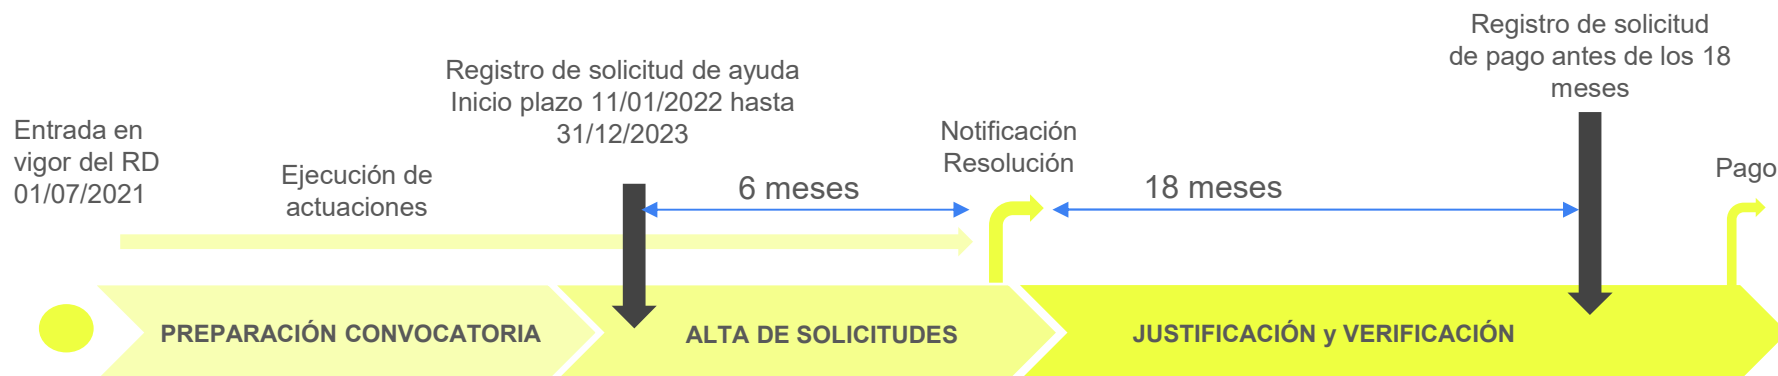 Entrada en
vigor del RD
01/07/2021
Ejecución de
actuaciones
Registro de solicitud de ayuda
Inicio plazo 11/01/2022 hasta
31/12/2023
6 meses
Notificación
Resolución
18 meses
Registro de solicitud
de pago antes de los 18
meses
Pago
PREPARACIÓN CONVOCATORIA
ALTA DE SOLICITUDES
JUSTIFICACIÓN y VERIFICACIÓN